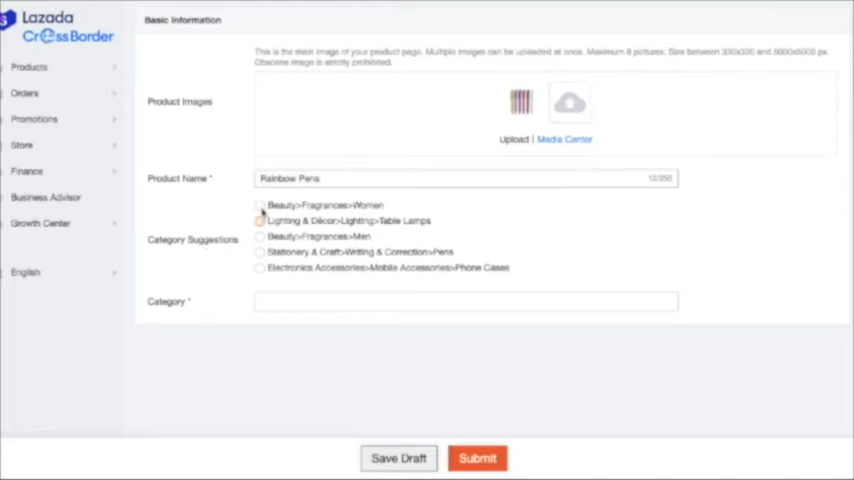 Lazada
CrossBorder
Products
Orders
Promotions
Store
Finance
Business Advisor
Growth Center
English
Basic Information
This is the main image of your product page. Multiple images can be uploaded at once. Maximum 8 pictures. Size between 330x330 and 5000x5000 px.
Obscene image is strictly prohibited.
Product Images
Upload | Media Center
Product Name *
Rainbow Pens
12/255
Category Suggestions
Beauty>Fragrances>Women
Lighting & Décor>Lighting>Table Lamps
Beauty>Fragrances>Men
Stationery & Craft>Writing & Correction>Pens
Electronics Accessories>Mobile Accessories>Phone Cases
Category *
Save Draft
Submit